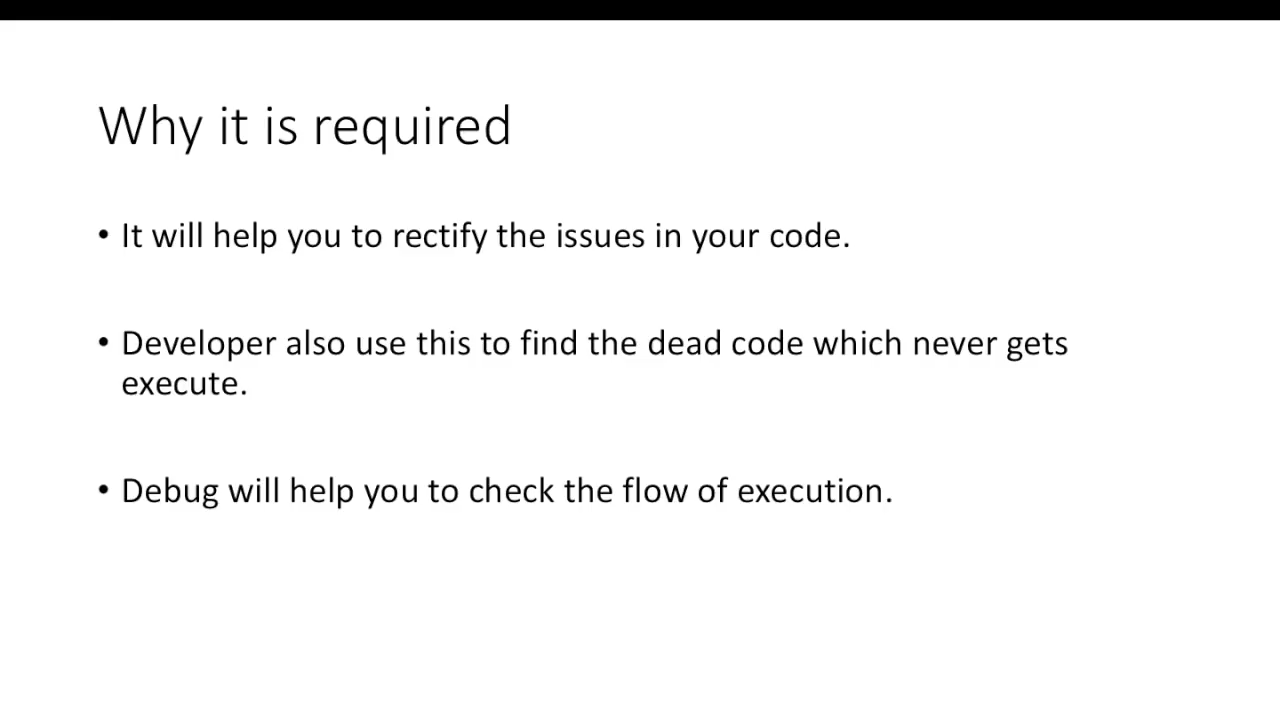 Why it is required
• It will help you to rectify the issues in your code.
• Developer also use this to find the dead code which never gets
execute.
• Debug will help you to check the flow of execution.